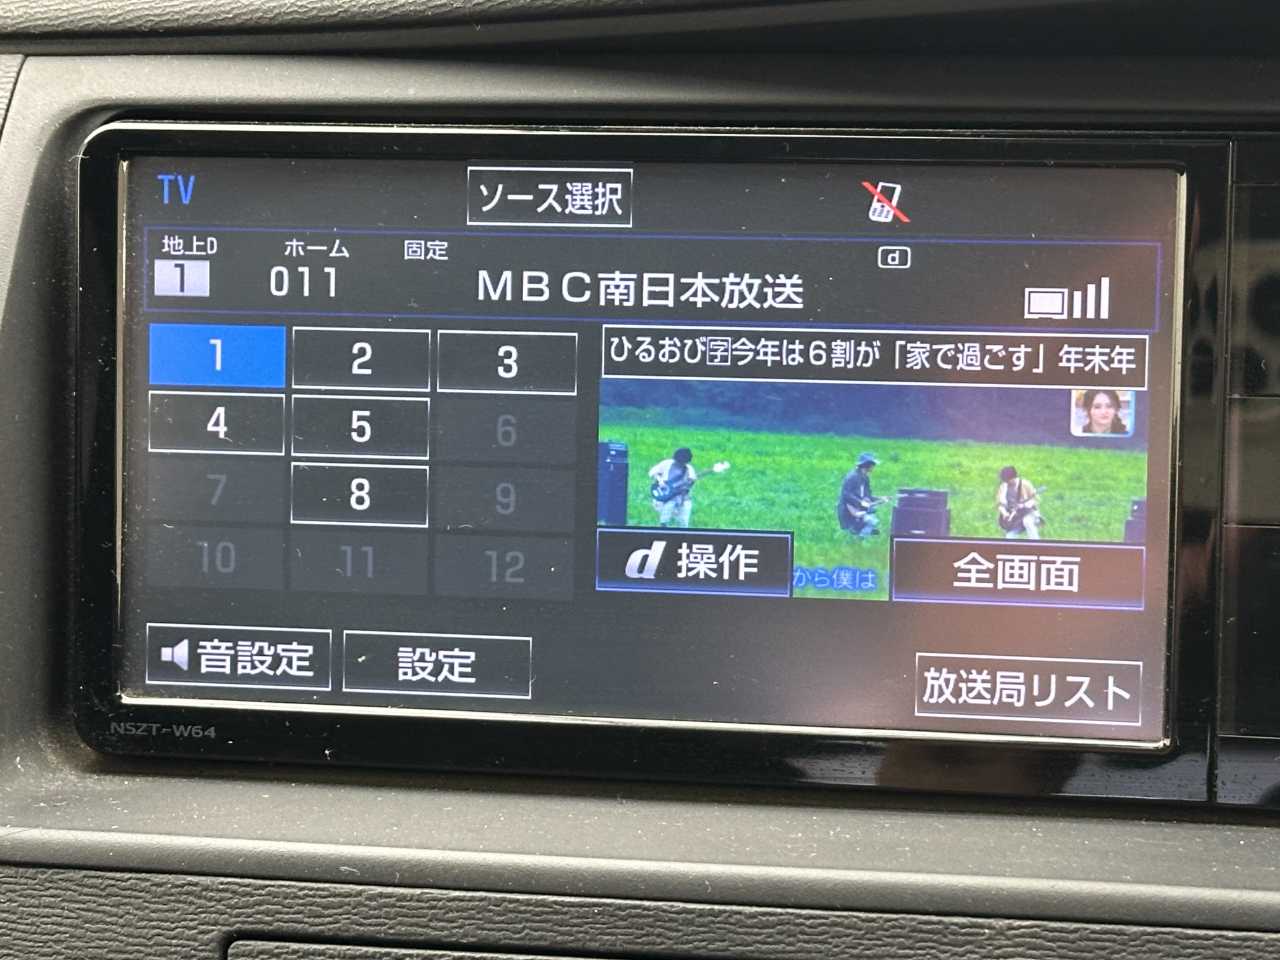 TV
ソース選択
地上D
ホーム
固定
d
1
011
MBC南日本放送
1
2
3
ひるおび字今年は6割が「家で過ごす」年末年
4
5
6
7
8
9
10
11
12
d 操作
から僕は
全画面
音設定
設定
放送局リスト
NSZT-W64